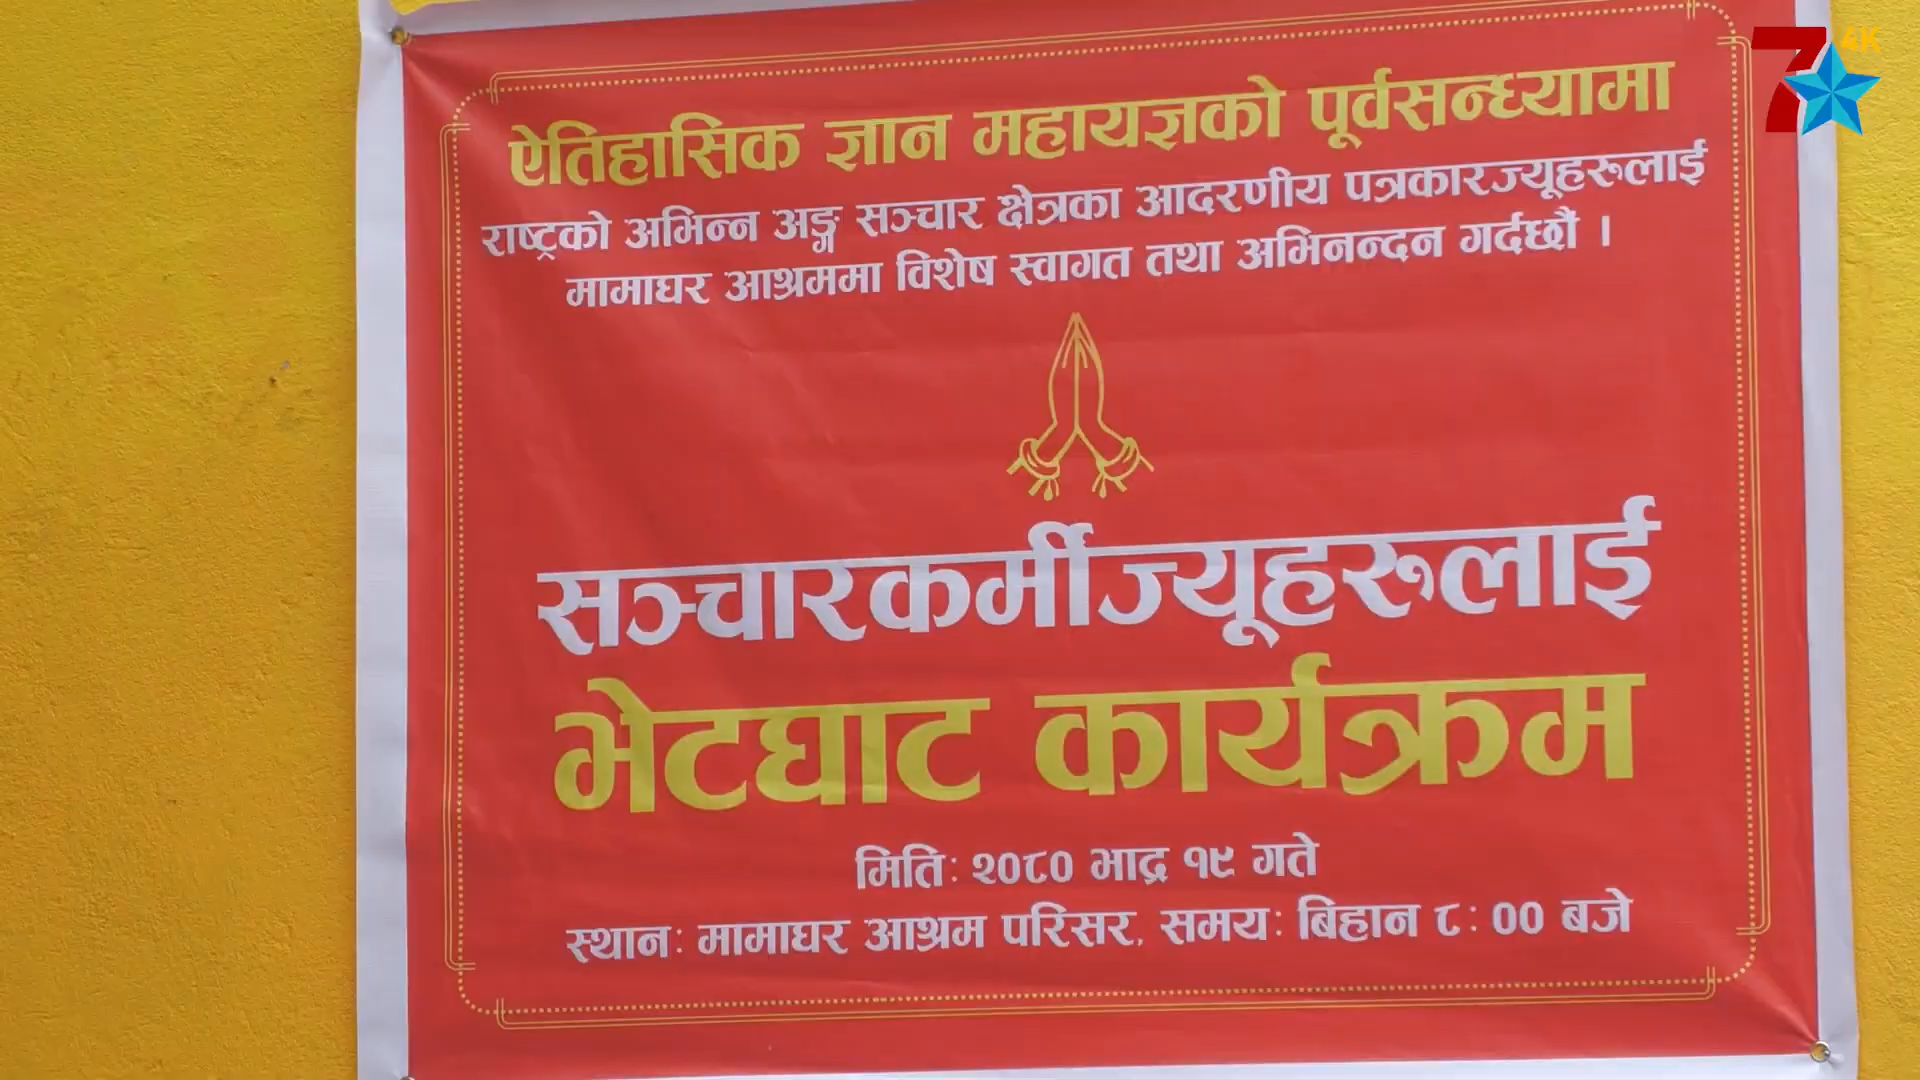 ऐतिहासिक ज्ञान महायज्ञको पूर्वसन्ध्यामा
राष्ट्रको अभिन्न अङ्ग सञ्चार क्षेत्रका आदरणीय पत्रकारज्यूहरुलाई
मामाघर आश्रममा विशेष स्वागत तथा अभिनन्दन गर्दछौं ।
सञ्चारकर्मीज्यूहरुलाई
भेटघाट कार्यक्रम
मिति: २०८० भाद्र १९ गते
स्थान: मामाघर आश्रम परिसर, समय: बिहान ८:०० बजे
7 4K